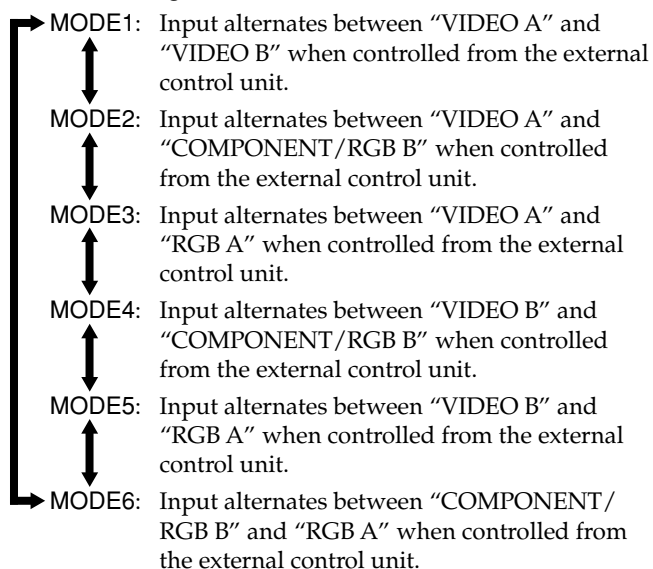 MODE1: Input alternates between “VIDEO A” and
“VIDEO B” when controlled from the external
control unit.
MODE2: Input alternates between “VIDEO A” and
“COMPONENT/RGB B” when controlled
from the external control unit.
MODE3: Input alternates between “VIDEO A” and
“RGB A” when controlled from the external
control unit.
MODE4: Input alternates between “VIDEO B” and
“COMPONENT/RGB B” when controlled
from the external control unit.
MODE5: Input alternates between “VIDEO B” and
“RGB A” when controlled from the external
control unit.
MODE6: Input alternates between “COMPONENT/
RGB B” and “RGB A” when controlled from
the external control unit.